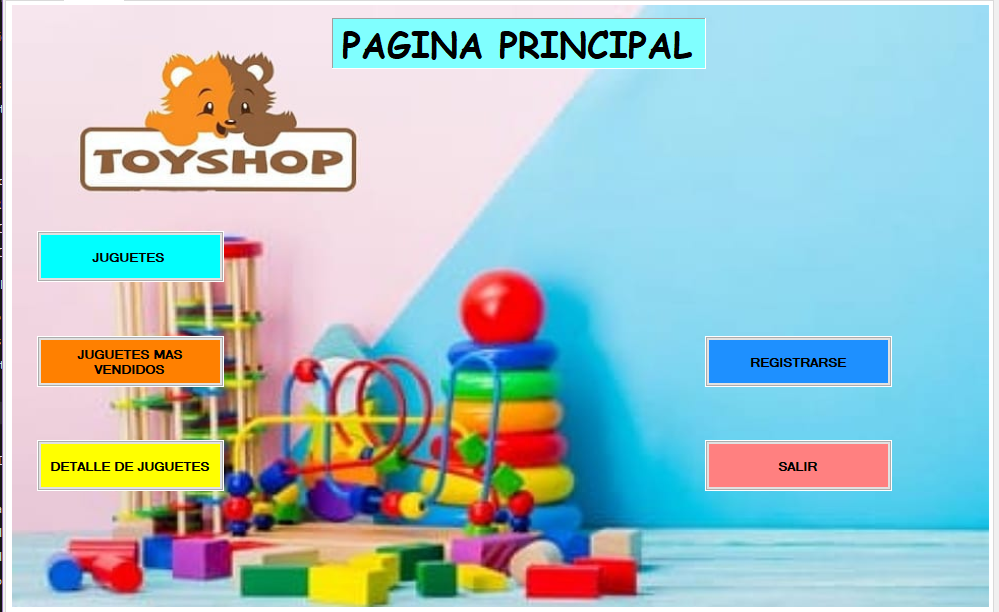 PAGINA PRINCIPAL
TOYSHOP
JUGUETES
JUGUETES MAS
VENDIDOS
REGISTRARSE
DETALLE DE JUGUETES
SALIR